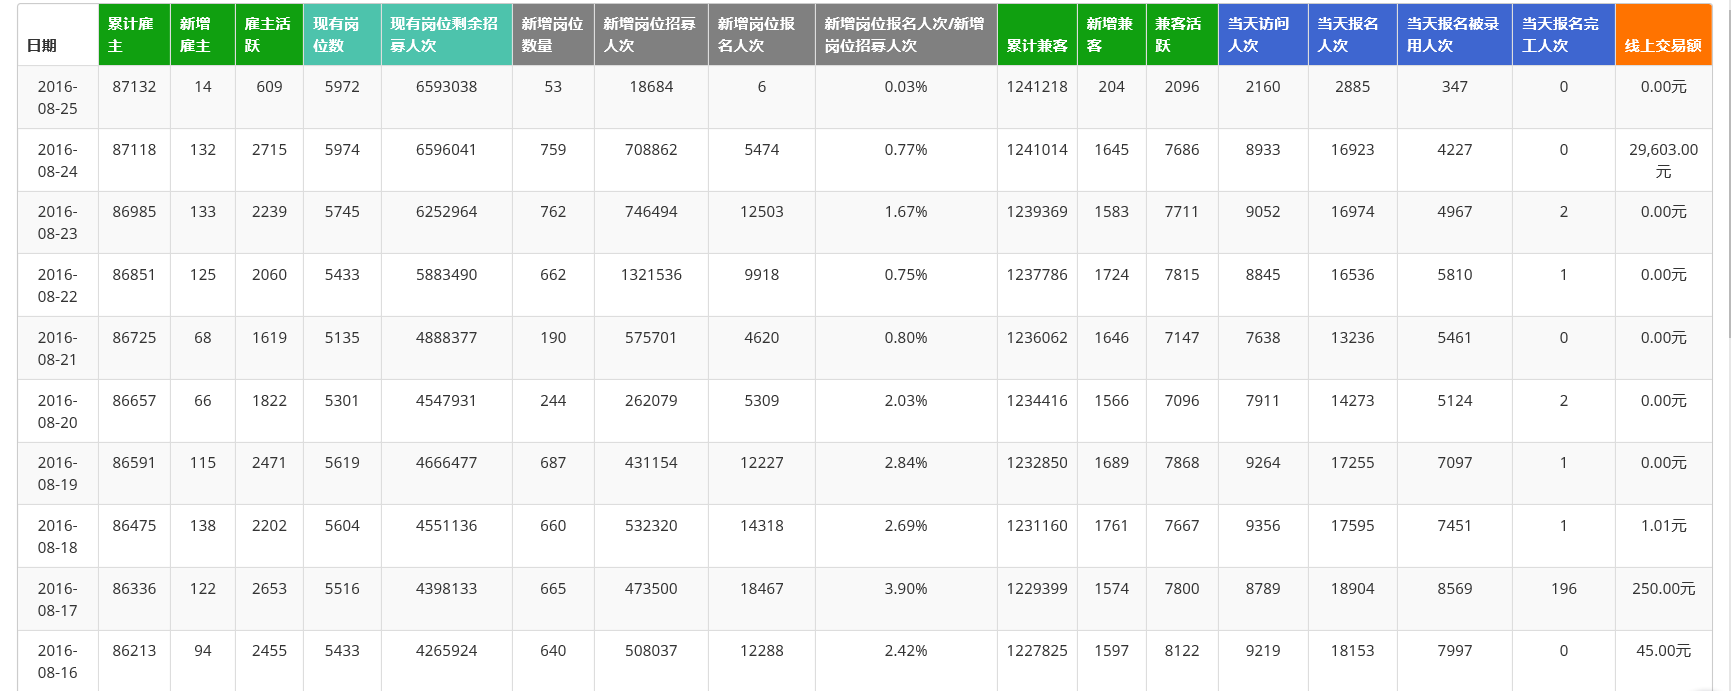 日期 累计雇主 新增雇主 雇主活跃 现有岗位数 现有岗位剩余招募人次 新增岗位数量 新增岗位招募人次 新增岗位报名人次 新增岗位报名人次/新增岗位招募人次 累计兼客 新增兼客 兼客活跃 当天访问人次 当天报名人次 当天报名被录用人次 当天报名完工人次 线上交易额
2016-08-25 87132 14 609 5972 6593038 53 18684 6 0.03% 1241218 204 2096 2160 2885 347 0 0.00元
2016-08-24 87118 132 2715 5974 6596041 759 708862 5474 0.77% 1241014 1645 7686 8933 16923 4227 0 29,603.00元
2016-08-23 86985 133 2239 5745 6252964 762 746494 12503 1.67% 1239369 1583 7711 9052 16974 4967 2 0.00元
2016-08-22 86851 125 2060 5433 5883490 662 1321536 9918 0.75% 1237786 1724 7815 8845 16536 5810 1 0.00元
2016-08-21 86725 68 1619 5135 4888377 190 575701 4620 0.80% 1236062 1646 7147 7638 13236 5461 0 0.00元
2016-08-20 86657 66 1822 5301 4547931 244 262079 5309 2.03% 1234416 1566 7096 7911 14273 5124 2 0.00元
2016-08-19 86591 115 2471 5619 4666477 687 431154 12227 2.84% 1232850 1689 7868 9264 17255 7097 1 0.00元
2016-08-18 86475 138 2202 5604 4551136 660 532320 14318 2.69% 1231160 1761 7667 9356 17595 7451 1 1.01元
2016-08-17 86336 122 2653 5516 4398133 665 473500 18467 3.90% 1229399 1574 7800 8789 18904 8569 196 250.00元
2016-08-16 86213 94 2455 5433 4265924 640 508037 12288 2.42% 1227825 1597 8122 9219 18153 7997 0 45.00元